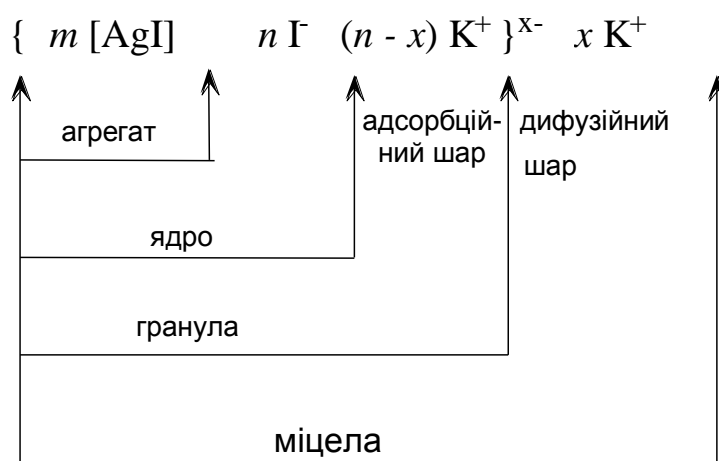 { m [AgI] n I⁻ (n - x) K⁺ }ˣ⁻ x K⁺
агрегат
адсорбцій-
ний шар
дифузійний
шар
ядро
гранула
міцела